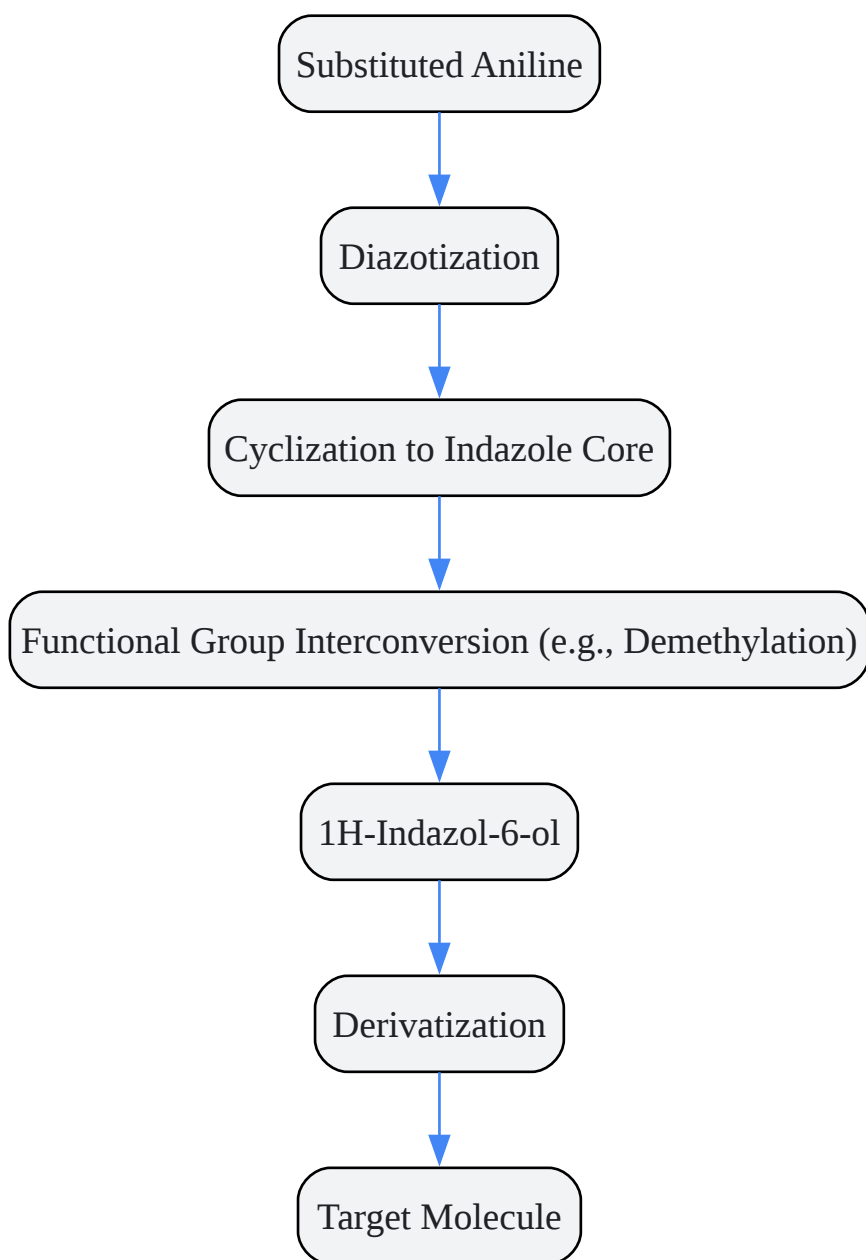 Substituted Aniline
Diazotization
Cyclization to Indazole Core
Functional Group Interconversion (e.g., Demethylation)
1H-Indazol-6-ol
Derivatization
Target Molecule